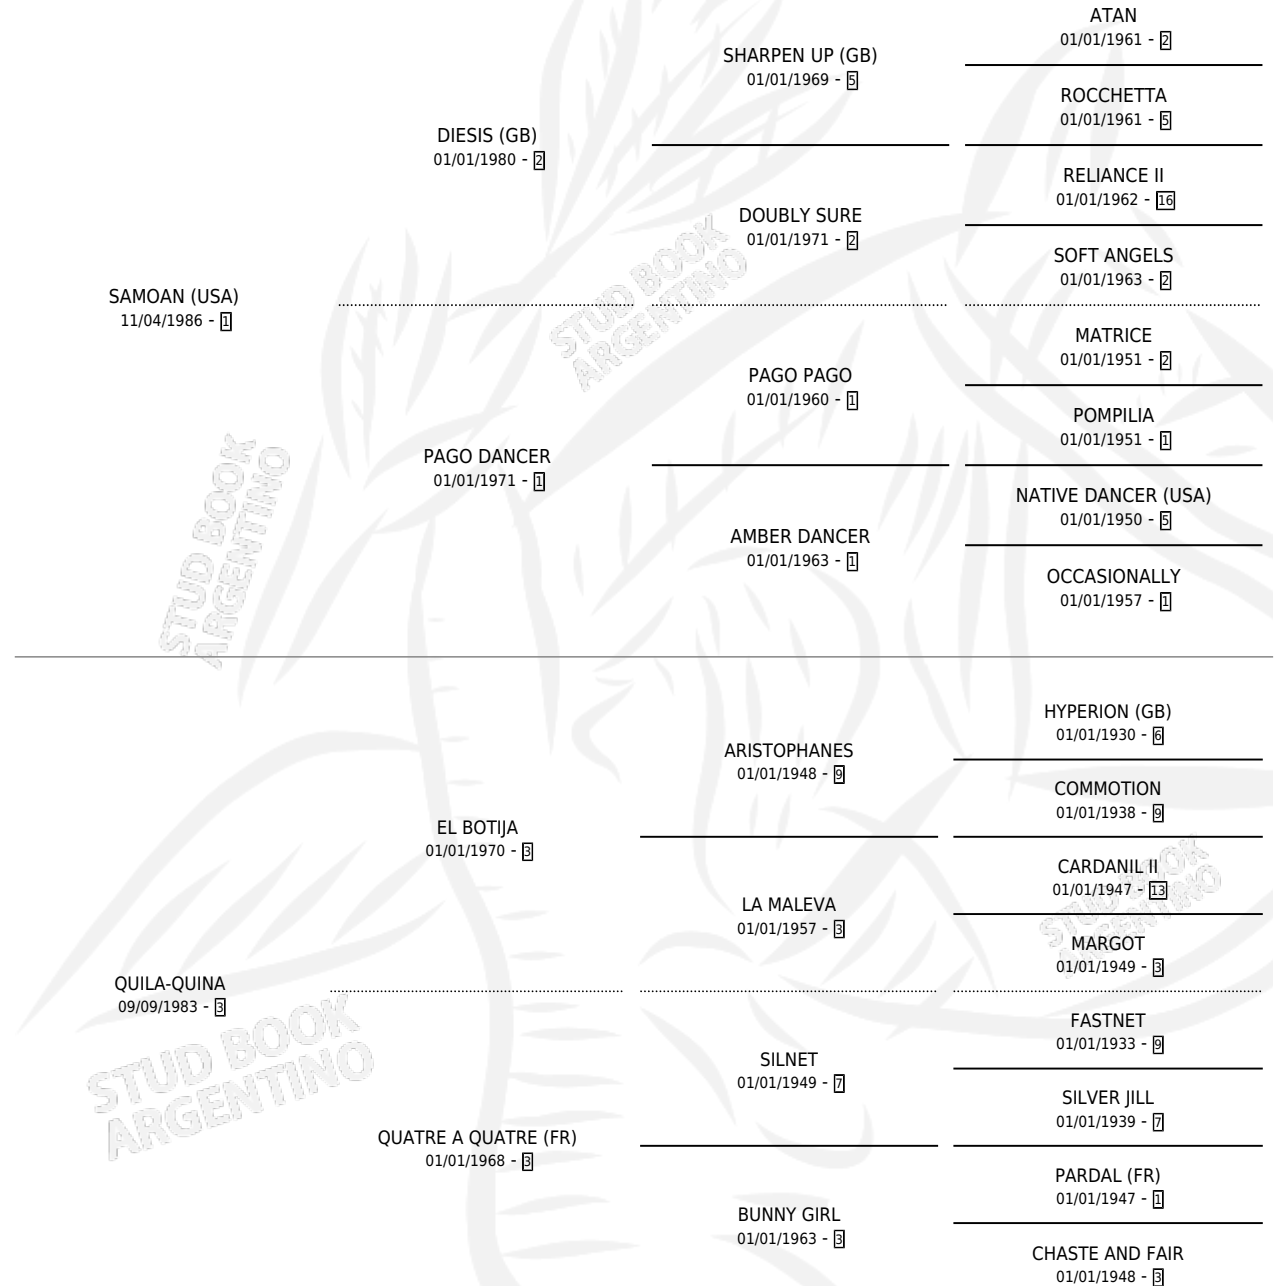 ATAN
01/01/1961 - 2
SHARPEN UP (GB)
01/01/1969 - 5
ROCCHETTA
01/01/1961 - 5
DIESIS (GB)
01/01/1980 - 2
RELIANCE II
01/01/1962 - 16
DOUBLY SURE
01/01/1971 - 2
SOFT ANGELS
01/01/1963 - 2
SAMOAN (USA)
11/04/1986 - 1
MATRICE
01/01/1951 - 2
PAGO PAGO
01/01/1960 - 1
POMPILIA
01/01/1951 - 1
PAGO DANCER
01/01/1971 - 1
NATIVE DANCER (USA)
01/01/1950 - 5
AMBER DANCER
01/01/1963 - 1
OCCASIONALLY
01/01/1957 - 1
HYPERION (GB)
01/01/1930 - 6
ARISTOPHANES
01/01/1948 - 9
COMMOTION
01/01/1938 - 9
EL BOTIJA
01/01/1970 - 3
CARDANIL II
01/01/1947 - 13
LA MALEVA
01/01/1957 - 3
MARGOT
01/01/1949 - 3
QUILA-QUINA
09/09/1983 - 3
FASTNET
01/01/1933 - 9
SILNET
01/01/1949 - 7
SILVER JILL
01/01/1939 - 7
QUATRE A QUATRE (FR)
01/01/1968 - 3
PARDAL (FR)
01/01/1947 - 1
BUNNY GIRL
01/01/1963 - 3
CHASTE AND FAIR
01/01/1948 - 3
STUD BOOK
ARGENTINO
STUD BOOK
ARGENTINO
STUD BOOK
ARGENTINO
STUD BOOK
ARGENTINO